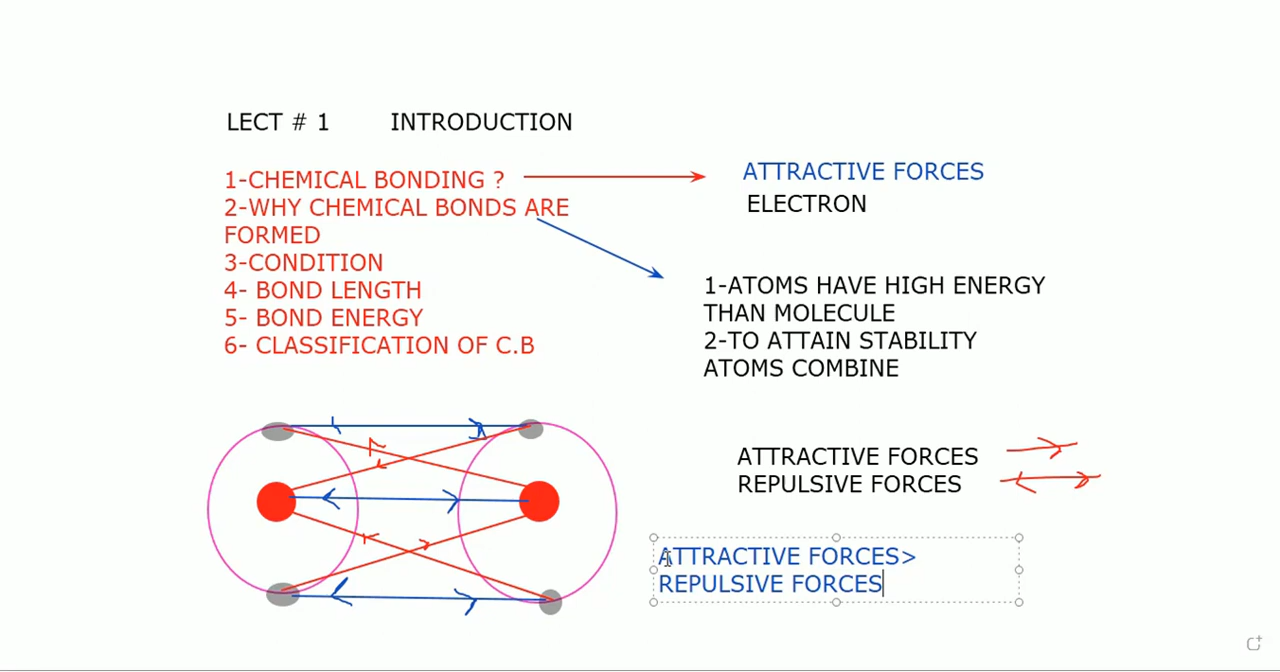 LECT # 1 INTRODUCTION
1-CHEMICAL BONDING ?
2-WHY CHEMICAL BONDS ARE
FORMED
3-CONDITION
4- BOND LENGTH
5- BOND ENERGY
6- CLASSIFICATION OF C.B
ATTRACTIVE FORCES
ELECTRON
1-ATOMS HAVE HIGH ENERGY
THAN MOLECULE
2-TO ATTAIN STABILITY
ATOMS COMBINE
ATTRACTIVE FORCES
REPULSIVE FORCES
ATTRACTIVE FORCES>
REPULSIVE FORCES